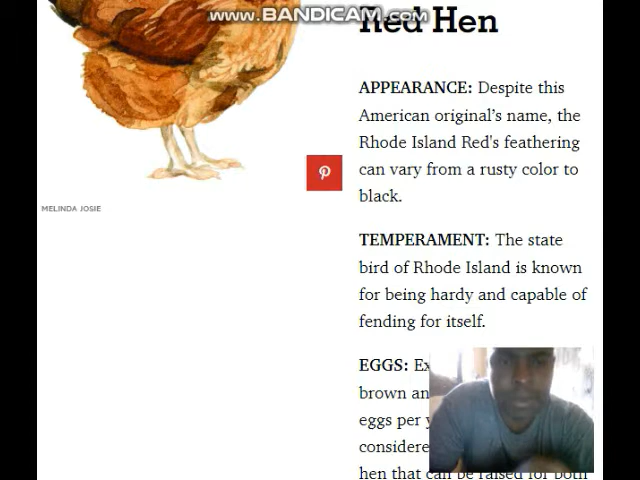 www.BANDICAM.com
Red Hen
APPEARANCE: Despite this
American original's name, the
Rhode Island Red's feathering
can vary from a rusty color to
black.
MELINDA JOSIE
TEMPERAMENT: The state
bird of Rhode Island is known
for being hardy and capable of
fending for itself.
EGGS:
brown an
eggs per
considere
hen that can be raised for both